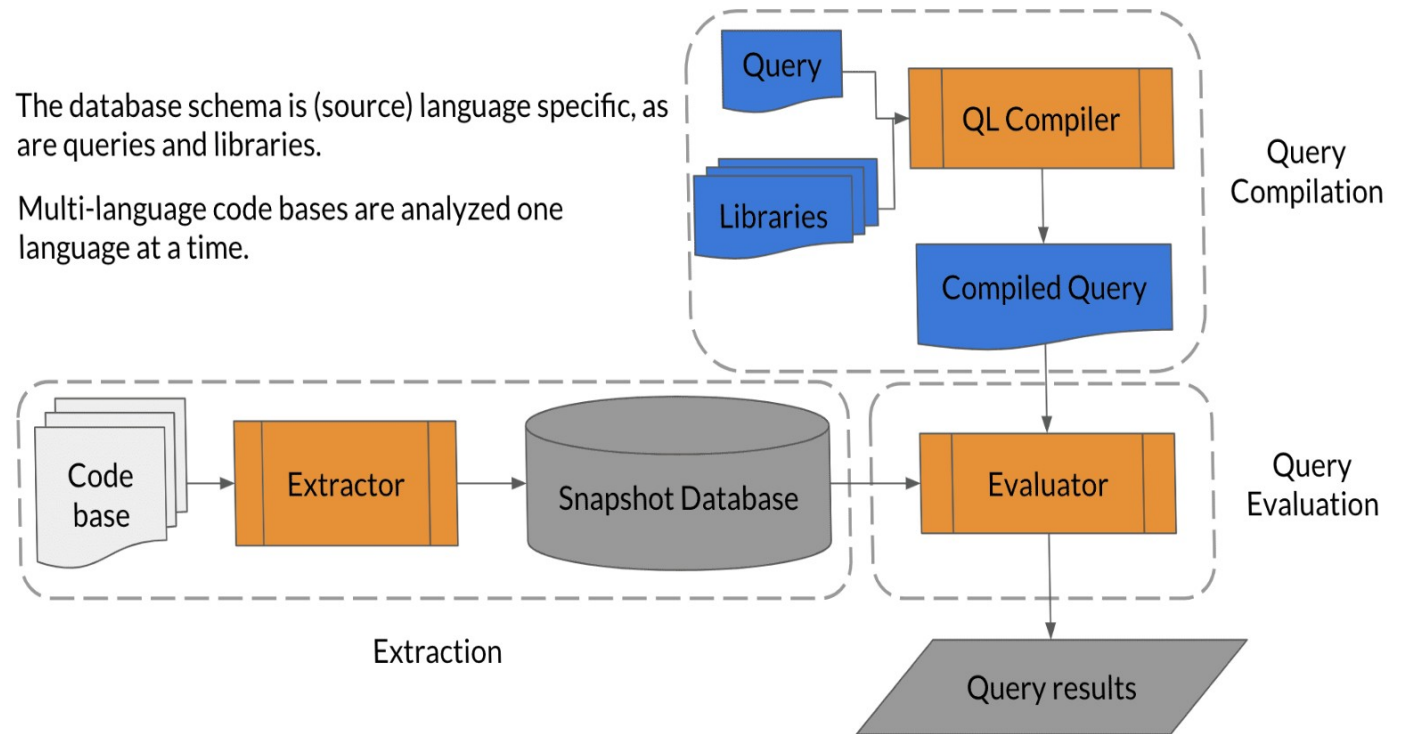 The database schema is (source) language specific, as
are queries and libraries.
Multi-language code bases are analyzed one
language at a time.
Query
QL Compiler
Libraries
Compiled Query
Query
Compilation
Code
base
Extractor
Snapshot Database
Evaluator
Query
Evaluation
Extraction
Query results